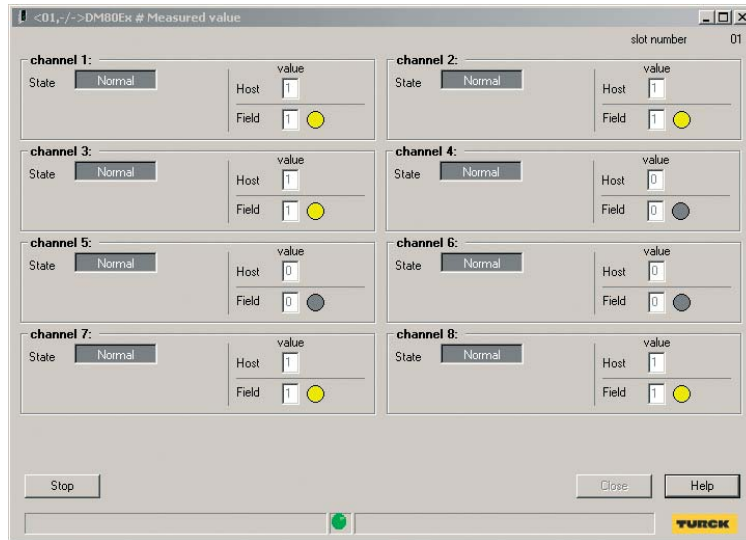 <01,-/->DM80Ex # Measured value
slot number 01
channel 1:
value
State Normal
Host 1
Field 1
channel 2:
value
State Normal
Host 1
Field 1
channel 3:
value
State Normal
Host 1
Field 1
channel 4:
value
State Normal
Host 0
Field 0
channel 5:
value
State Normal
Host 0
Field 0
channel 6:
value
State Normal
Host 0
Field 0
channel 7:
value
State Normal
Host 1
Field 1
channel 8:
value
State Normal
Host 1
Field 1
Stop Close Help
TURCK